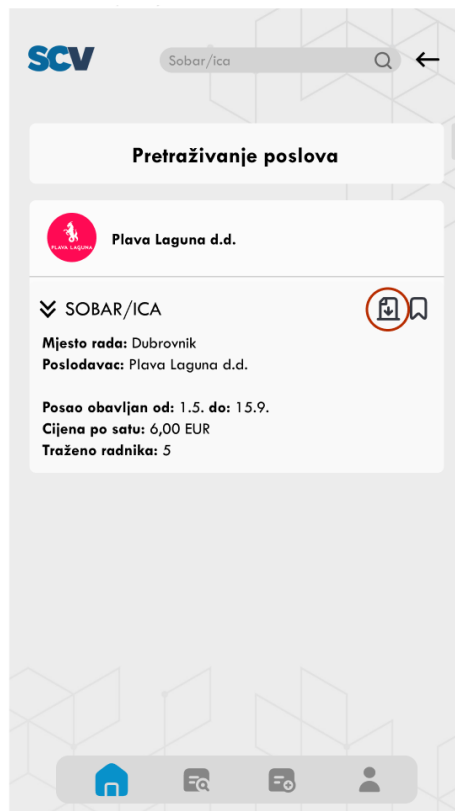 SCV
Sobar/ica
Pretraživanje poslova
PLAVA LAGUNA
Plava Laguna d.d.
SOBAR/ICA
Mjesto rada: Dubrovnik
Poslodavac: Plava Laguna d.d.
Posao obavljan od: 1.5. do: 15.9.
Cijena po satu: 6,00 EUR
Traženo radnika: 5